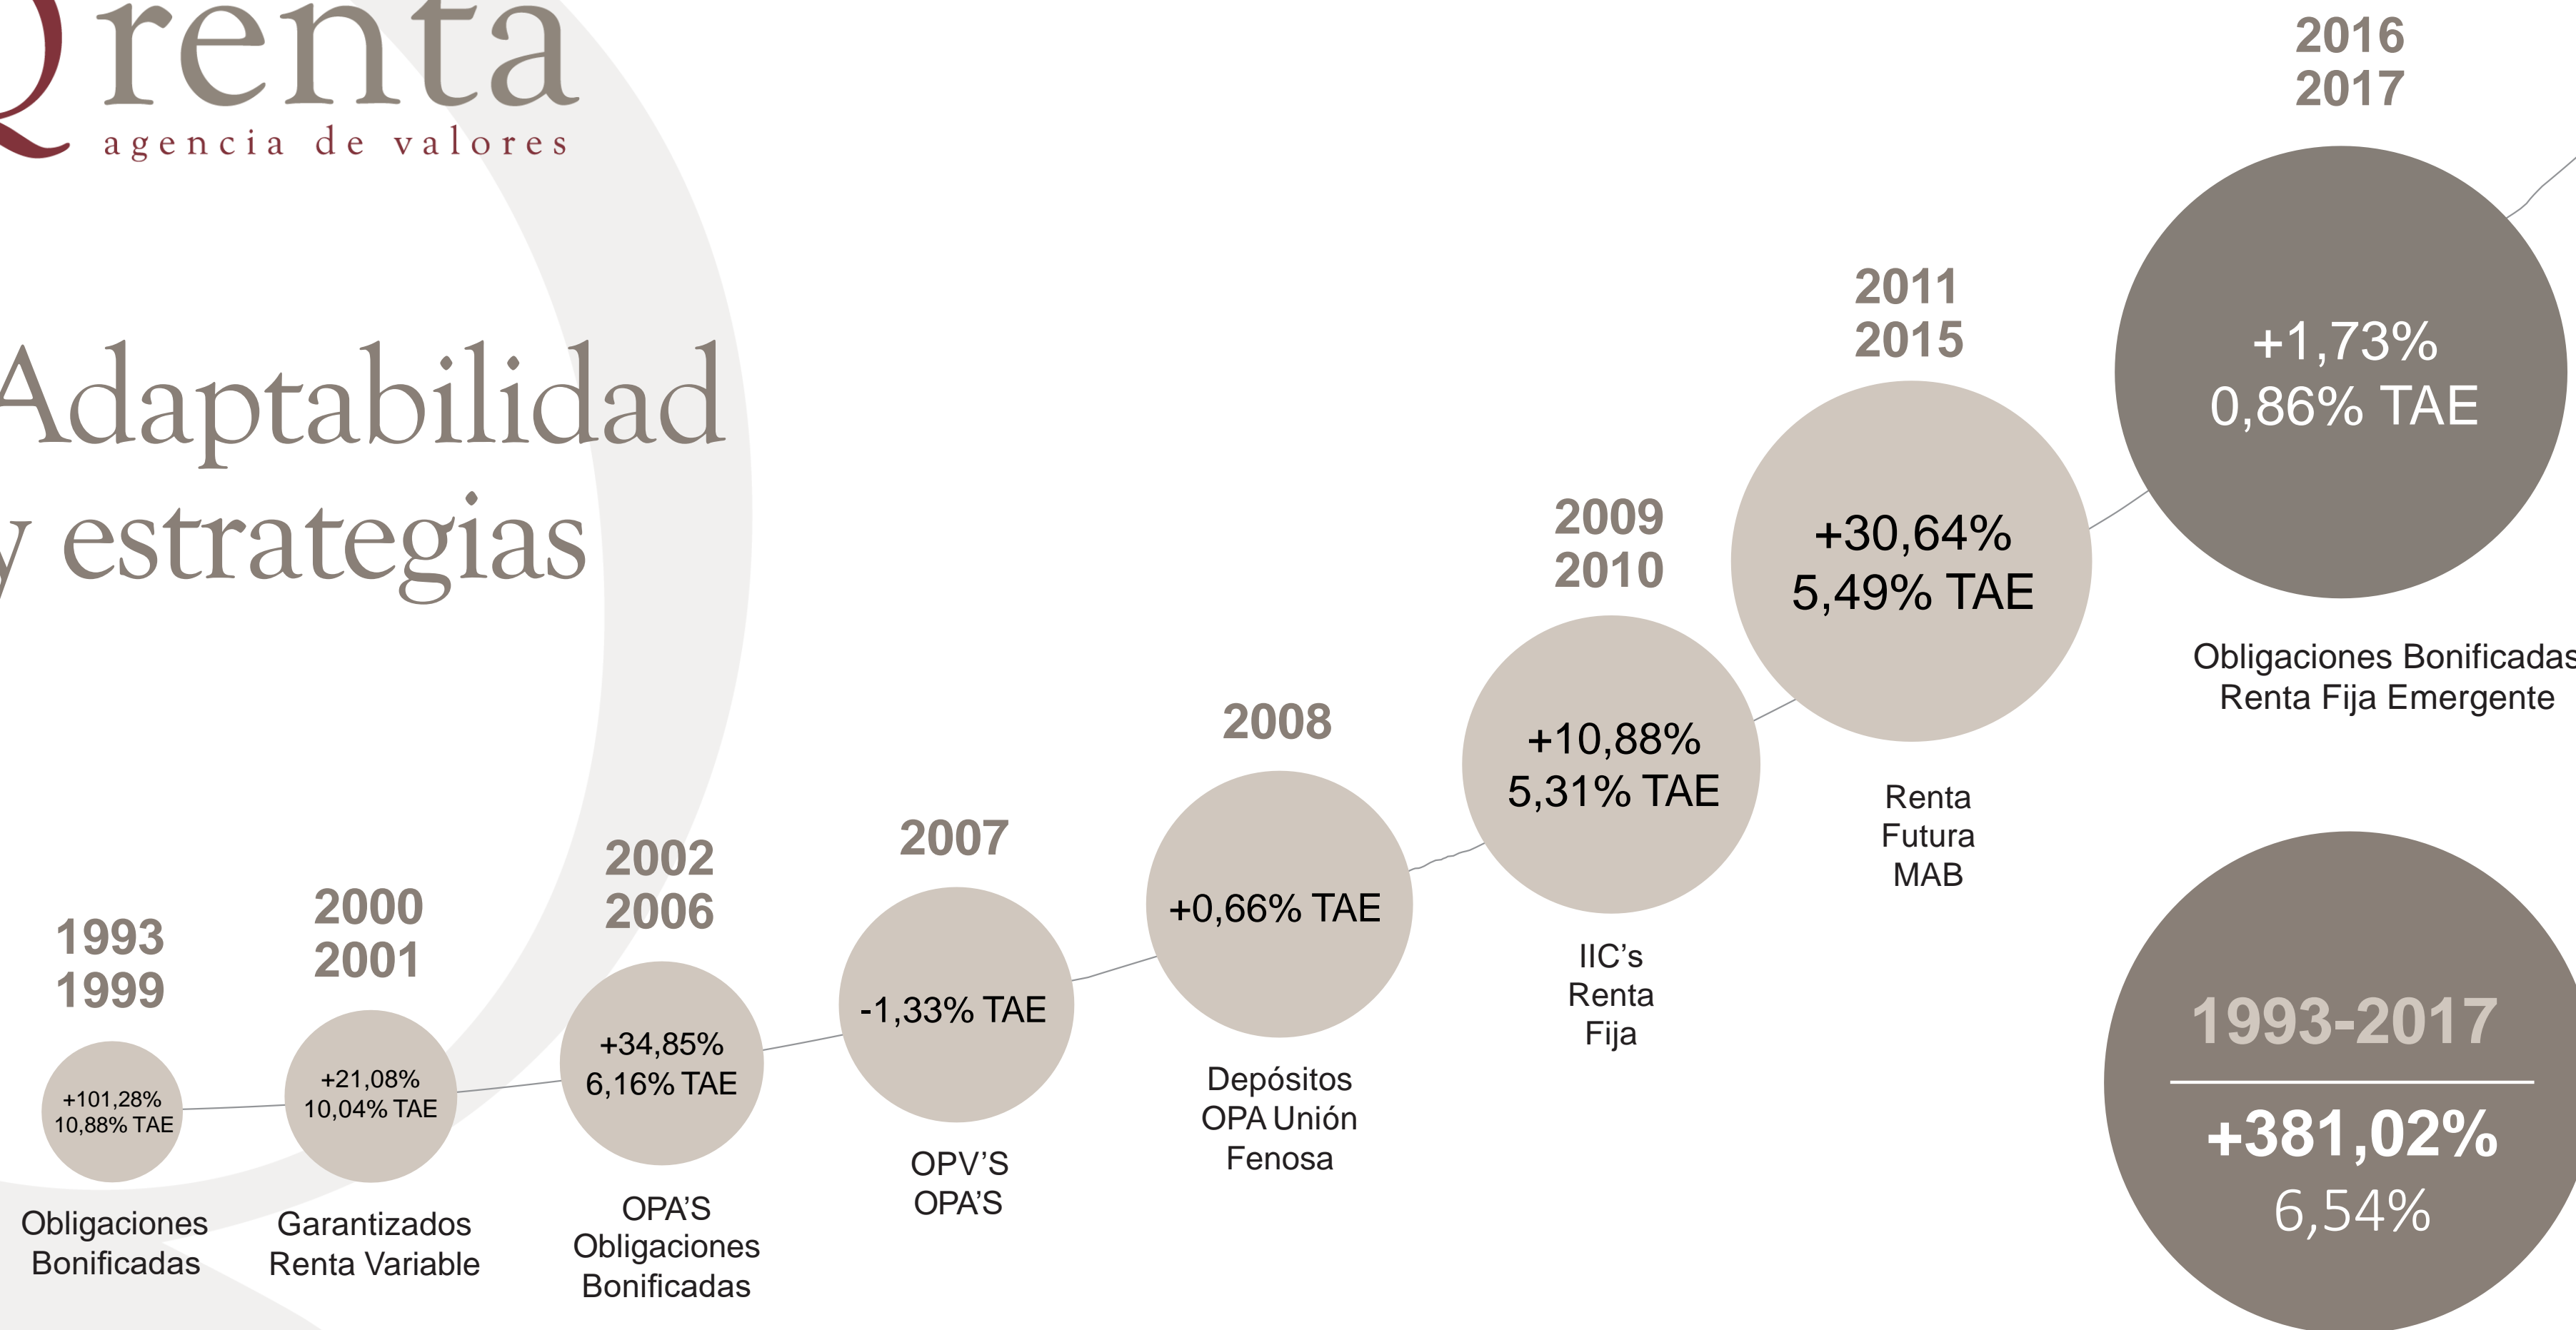 Qrenta
agencia de valores
Adaptabilidad
y estrategias
1993
1999
+101,28%
10,88% TAE
Obligaciones
Bonificadas
2000
2001
+21,08%
10,04% TAE
Garantizados
Renta Variable
2002
2006
+34,85%
6,16% TAE
OPA’S
Obligaciones
Bonificadas
2007
-1,33% TAE
OPV’S
OPA’S
2008
+0,66% TAE
Depósitos
OPA Unión
Fenosa
2009
2010
+10,88%
5,31% TAE
IIC’s
Renta
Fija
2011
2015
+30,64%
5,49% TAE
Renta
Futura
MAB
2016
2017
+1,73%
0,86% TAE
Obligaciones Bonificadas
Renta Fija Emergente
1993-2017
+381,02%
6,54%